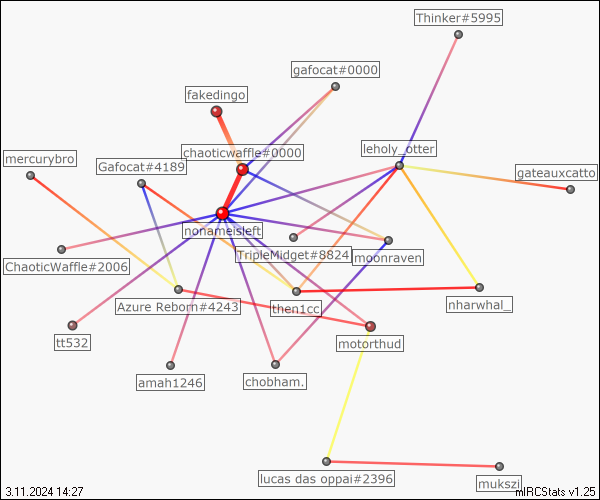 Thinker#5995
gafocat#0000
fakedingo
chaoticwaffle#0000
leholy_otter
mercurybro
Gafocat#4189
gateauxcatto
nonameisleft
TripleMidget#8824
moonraven
ChaoticWaffle#2006
Azure Reborn#4243
then1cc
nharwhal_
tt532
motorthud
amah1246
chobham.
lucas das oppai#2396
mukszi
3.11.2024 14:27
mIRCStats v1.25